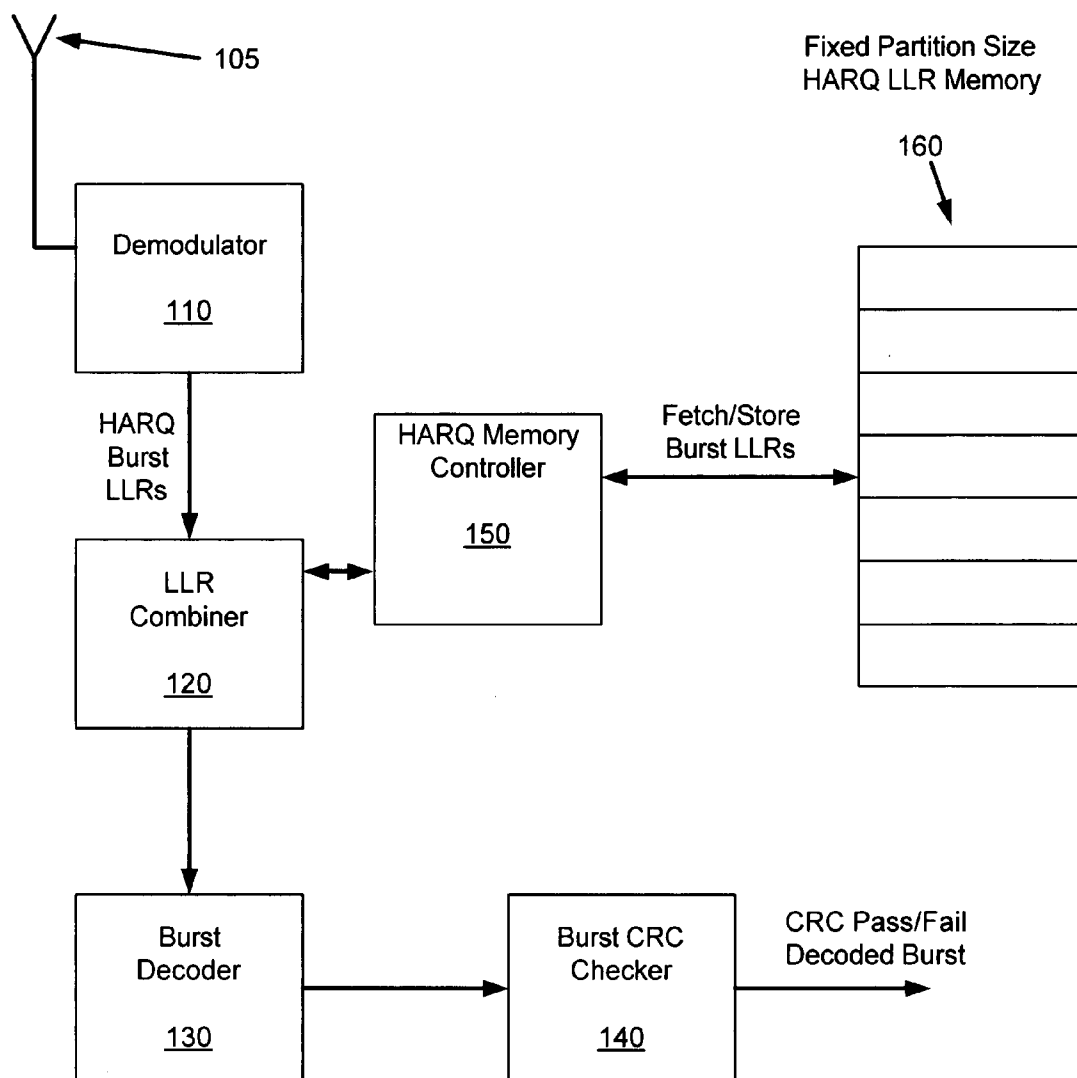 105
Fixed Partition Size
HARQ LLR Memory
160
Demodulator
110
HARQ
Burst
LLRs
HARQ Memory
Controller
150
Fetch/Store
Burst LLRs
LLR
Combiner
120
Burst
Decoder
130
Burst CRC
Checker
140
CRC Pass/Fail
Decoded Burst